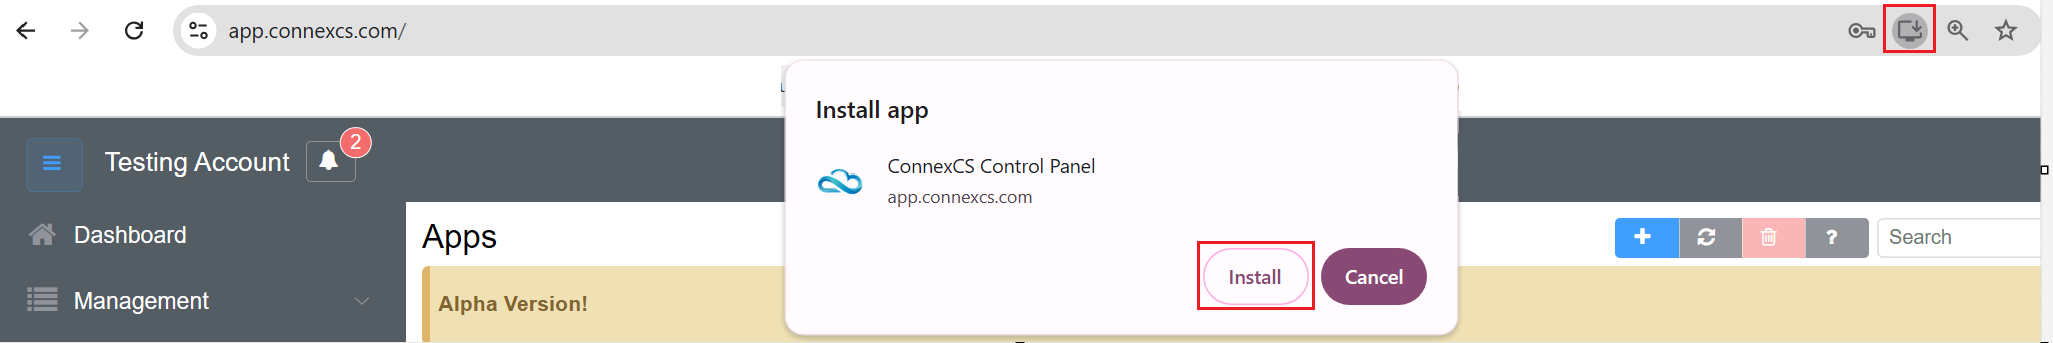 app.connexcs.com/
Install app
Testing Account
2
ConnexCS Control Panel
app.connexcs.com
Dashboard
Apps
?
Search
Install
Cancel
Management
Alpha Version!